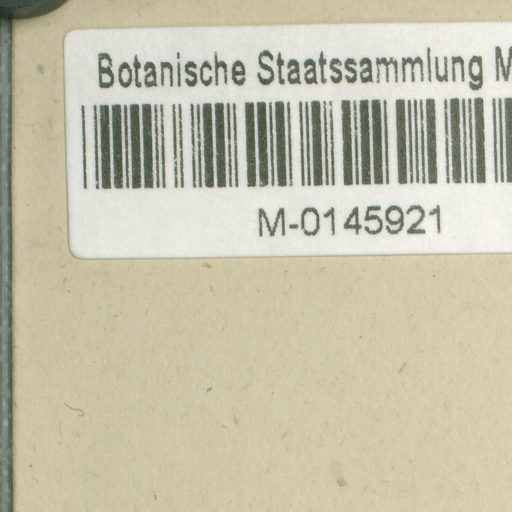 Botanische Staatssammlung M
M-0145921